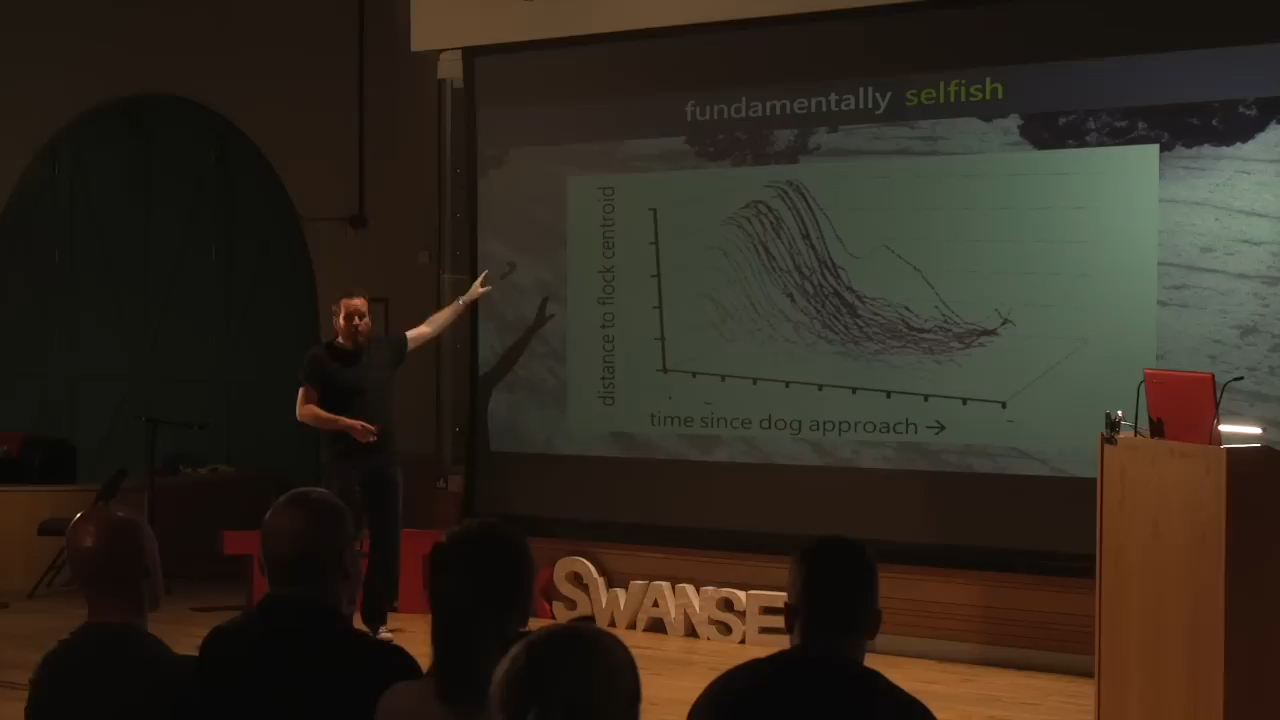 fundamentally selfish
distance to flock centroid
time since dog approach →
SWANSE